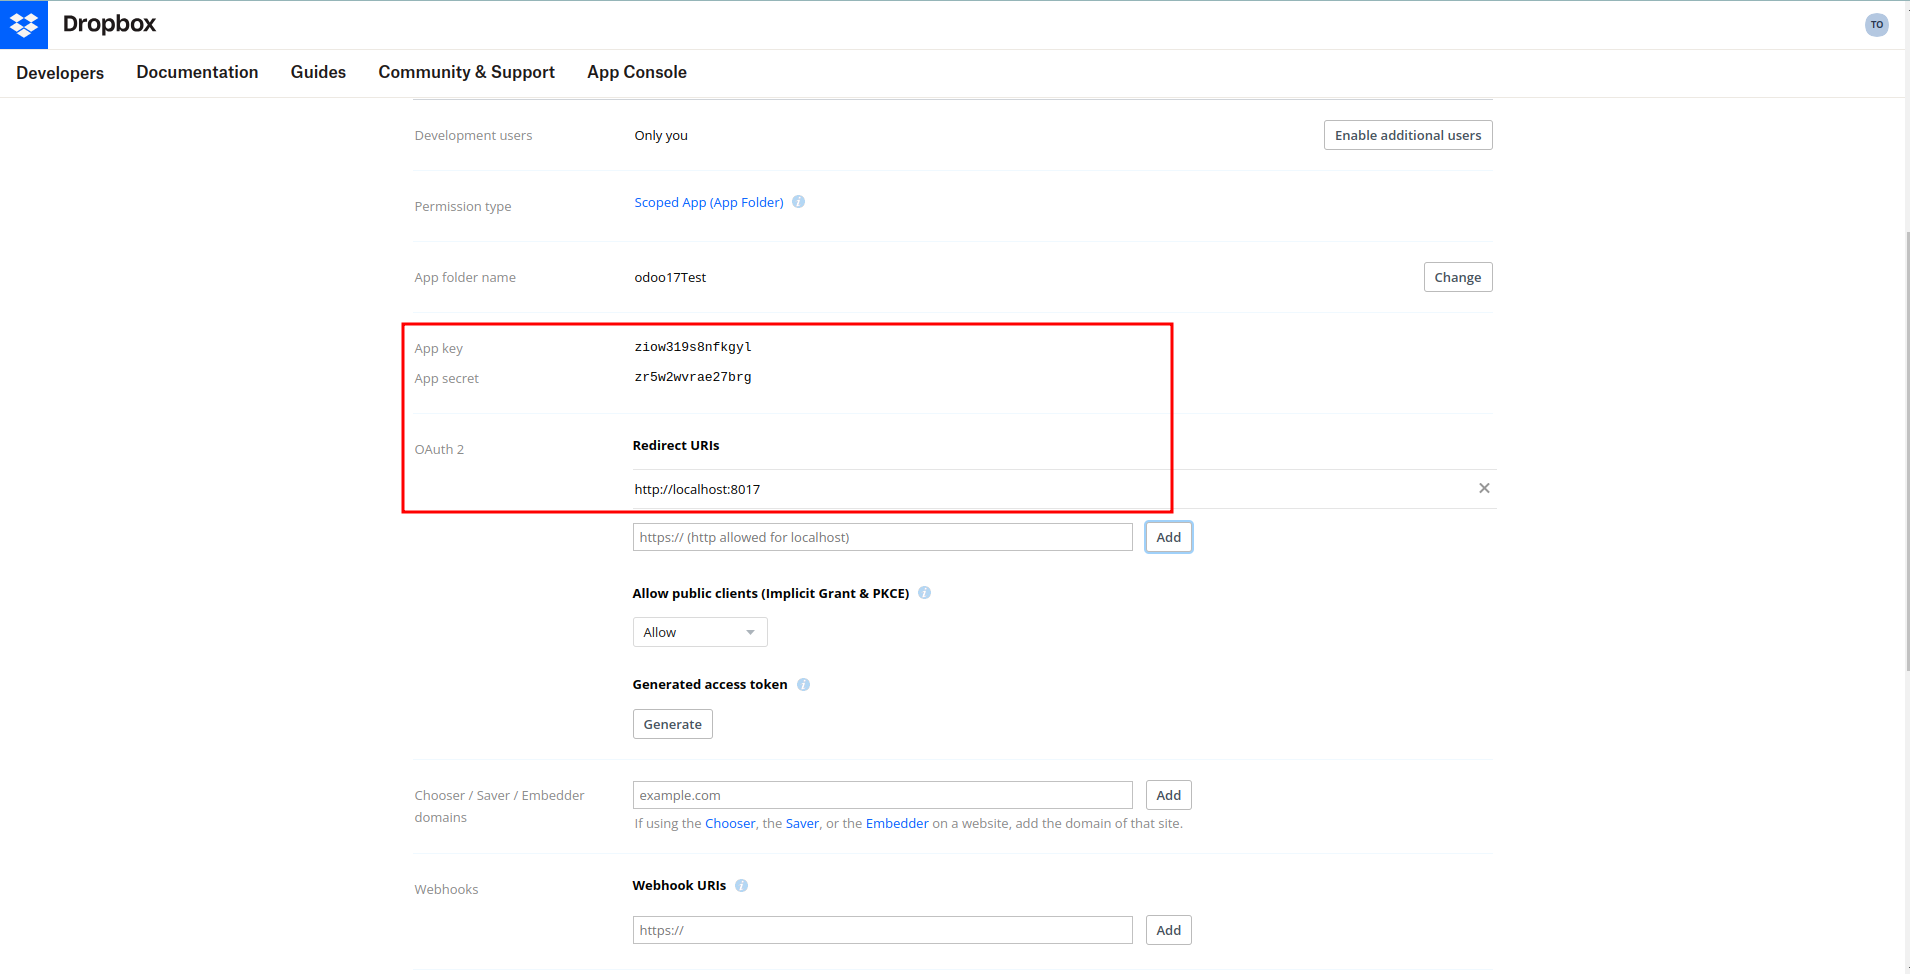 Dropbox
TO
Developers Documentation Guides Community & Support App Console
Development users Only you Enable additional users
Permission type Scoped App (App Folder) i
App folder name odoo17Test Change
App key ziow319s8nfkgyl
App secret zr5w2wvrae27brg
OAuth 2 Redirect URIs
http://localhost:8017
https:// (http allowed for localhost) Add
Allow public clients (Implicit Grant & PKCE) i
Allow
Generated access token i
Generate
Chooser / Saver / Embedder domains
example.com Add
If using the Chooser, the Saver, or the Embedder on a website, add the domain of that site.
Webhooks Webhook URIs i
https:// Add